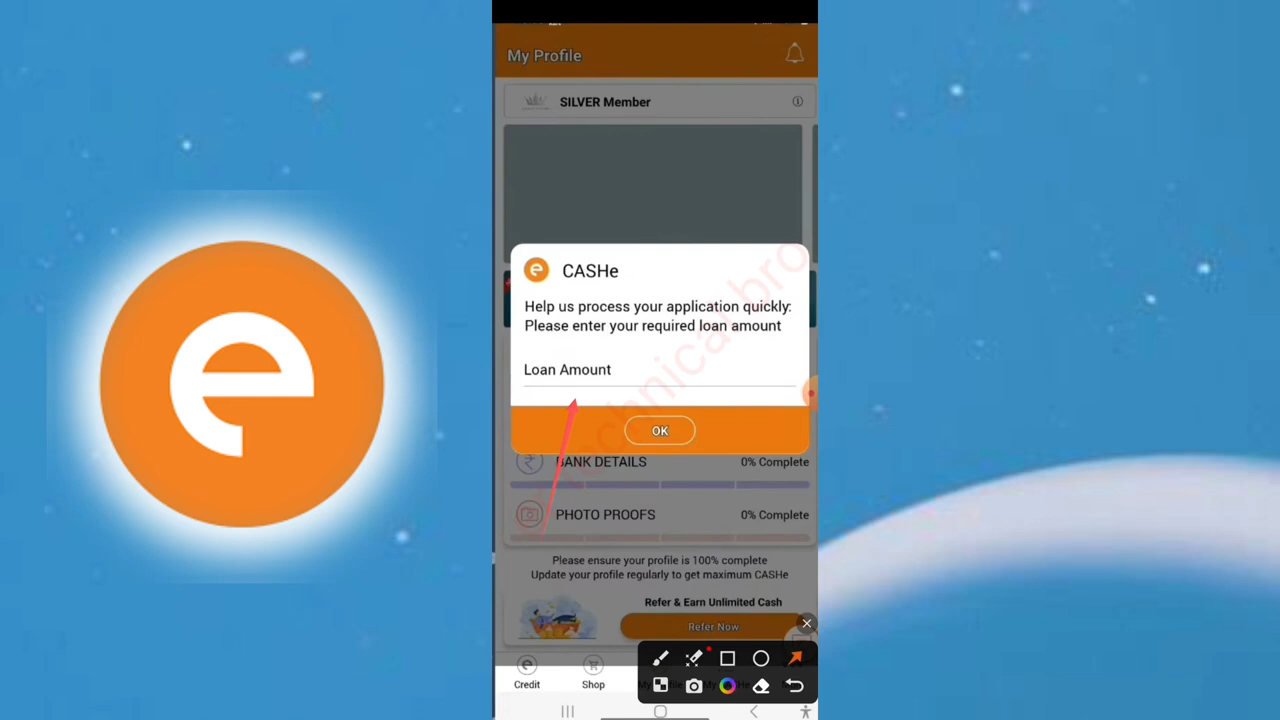 My Profile
SILVER Member
CASHe
Help us process your application quickly:
Please enter your required loan amount
Loan Amount
OK
BANK DETAILS 0% Complete
PHOTO PROOFS 0% Complete
Please ensure your profile is 100% complete
Update your profile regularly to get maximum CASHe
Refer & Earn Unlimited Cash
Refer Now
Credit Shop
technical bro